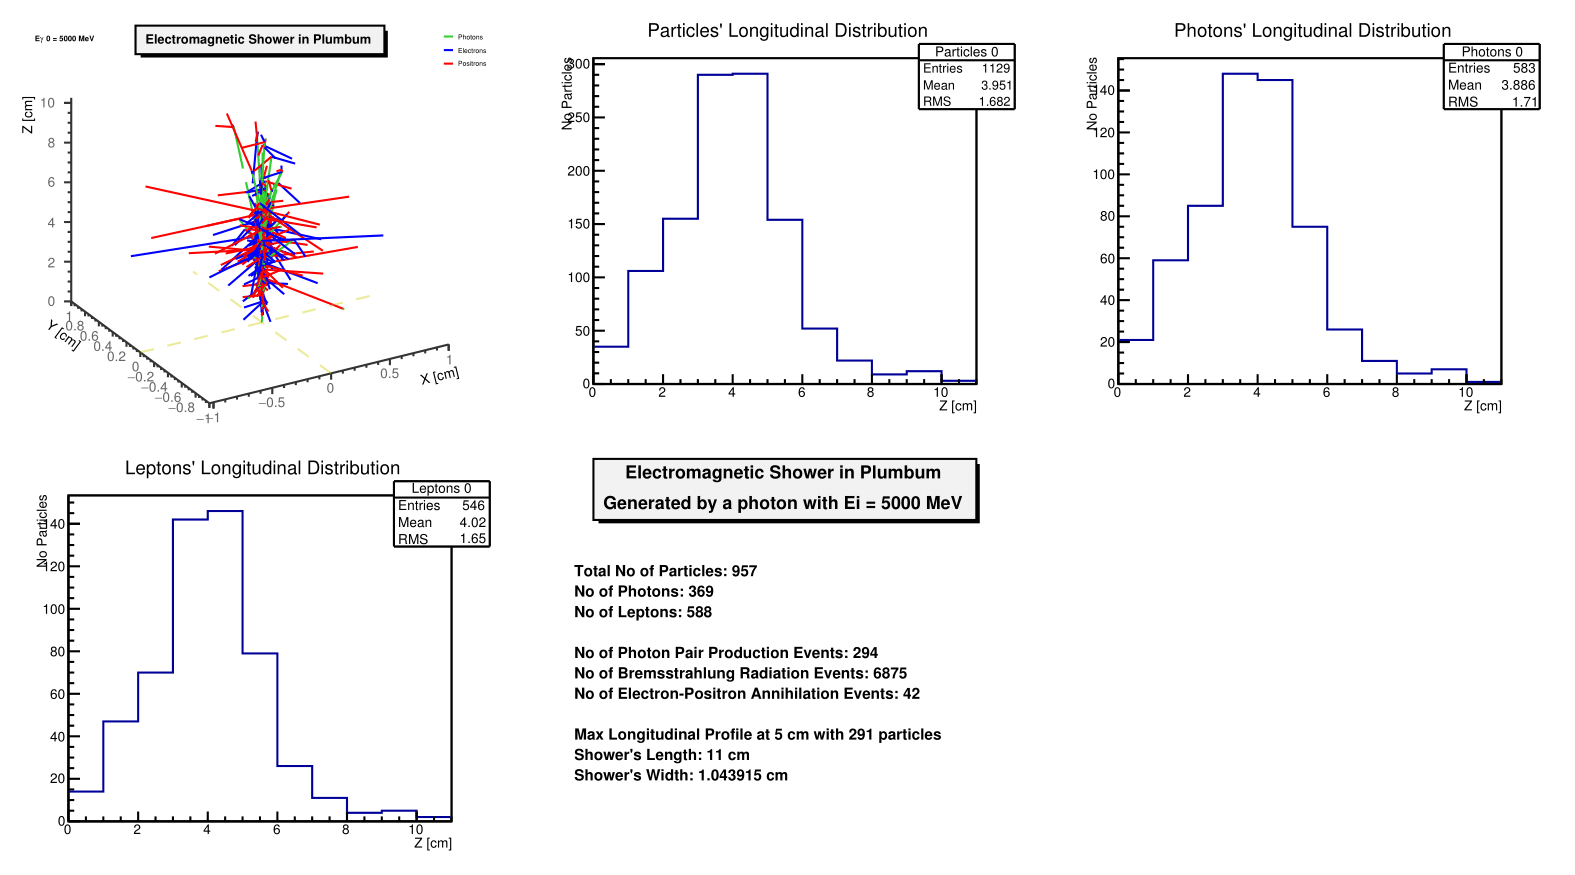 Eγ 0 = 5000 MeV
Electromagnetic Shower in Plumbum
Photons
Electrons
Positrons
Z [cm]
10
8
6
4
2
0
Y [cm]
1
0.8
0.6
0.4
0.2
0
−0.2
−0.4
−0.6
−0.8
−1
−1
−0.5
0
0.5
1
X [cm]
Particles' Longitudinal Distribution
Particles 0
Entries 1129
Mean 3.951
RMS 1.682
No Particles
300
250
200
150
100
50
0
0 2 4 6 8 10
Z [cm]
Photons' Longitudinal Distribution
Photons 0
Entries 583
Mean 3.886
RMS 1.71
No Particles
140
120
100
80
60
40
20
0
0 2 4 6 8 10
Z [cm]
Leptons' Longitudinal Distribution
Leptons 0
Entries 546
Mean 4.02
RMS 1.65
No Particles
140
120
100
80
60
40
20
0
0 2 4 6 8 10
Z [cm]
Electromagnetic Shower in Plumbum
Generated by a photon with Ei = 5000 MeV
Total No of Particles: 957
No of Photons: 369
No of Leptons: 588
No of Photon Pair Production Events: 294
No of Bremsstrahlung Radiation Events: 6875
No of Electron-Positron Annihilation Events: 42
Max Longitudinal Profile at 5 cm with 291 particles
Shower's Length: 11 cm
Shower's Width: 1.043915 cm